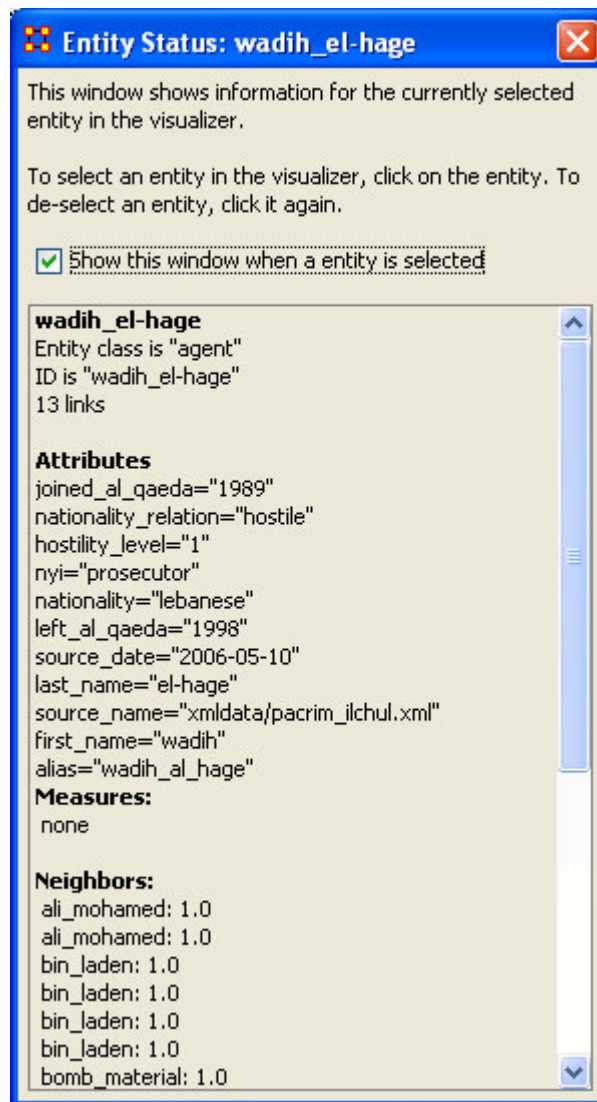 Entity Status: wadih_el-hage
This window shows information for the currently selected
entity in the visualizer.
To select an entity in the visualizer, click on the entity. To
de-select an entity, click it again.
Show this window when a entity is selected
wadih_el-hage
Entity class is "agent"
ID is "wadih_el-hage"
13 links
Attributes
joined_al_qaeda="1989"
nationality_relation="hostile"
hostility_level="1"
nyi="prosecutor"
nationality="lebanese"
left_al_qaeda="1998"
source_date="2006-05-10"
last_name="el-hage"
source_name="xmldata/pacrim_ilchul.xml"
first_name="wadih"
alias="wadih_al_hage"
Measures:
none
Neighbors:
ali_mohamed: 1.0
ali_mohamed: 1.0
bin_laden: 1.0
bin_laden: 1.0
bin_laden: 1.0
bin_laden: 1.0
bomb_material: 1.0